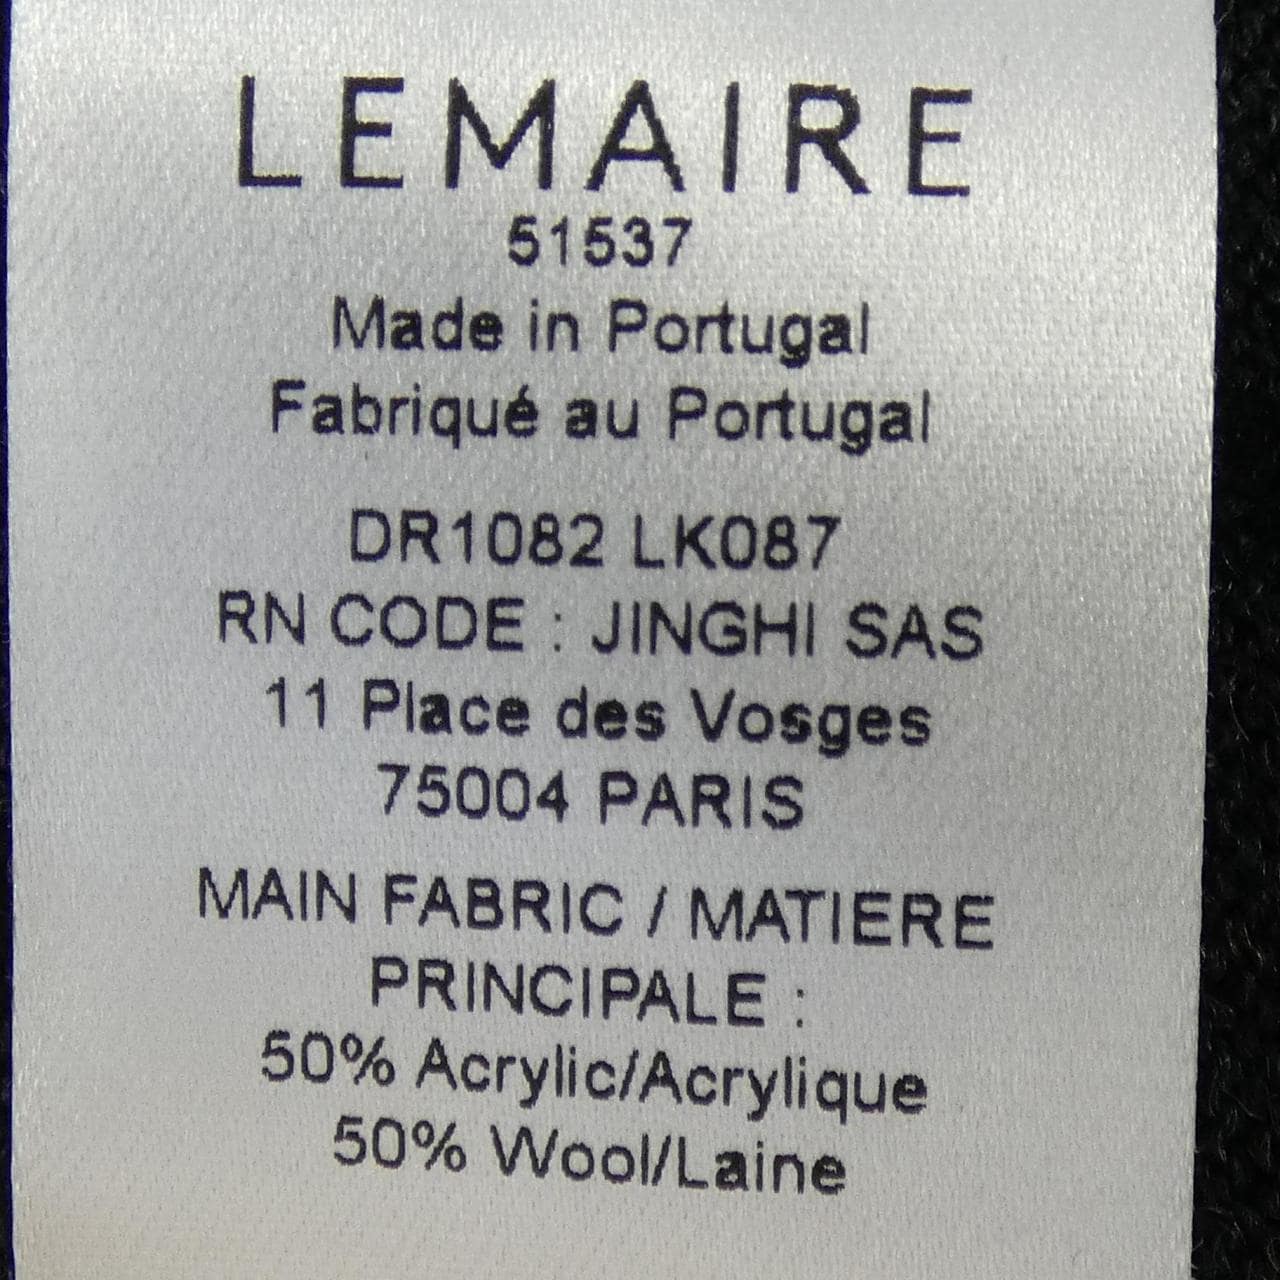 LEMAIRE
51537
Made in Portugal
Fabriqué au Portugal
DR1082 LK087
RN CODE : JINGHI SAS
11 Place des Vosges
75004 PARIS
MAIN FABRIC / MATIERE
PRINCIPALE :
50% Acrylic/Acrylique
50% Wool/Laine